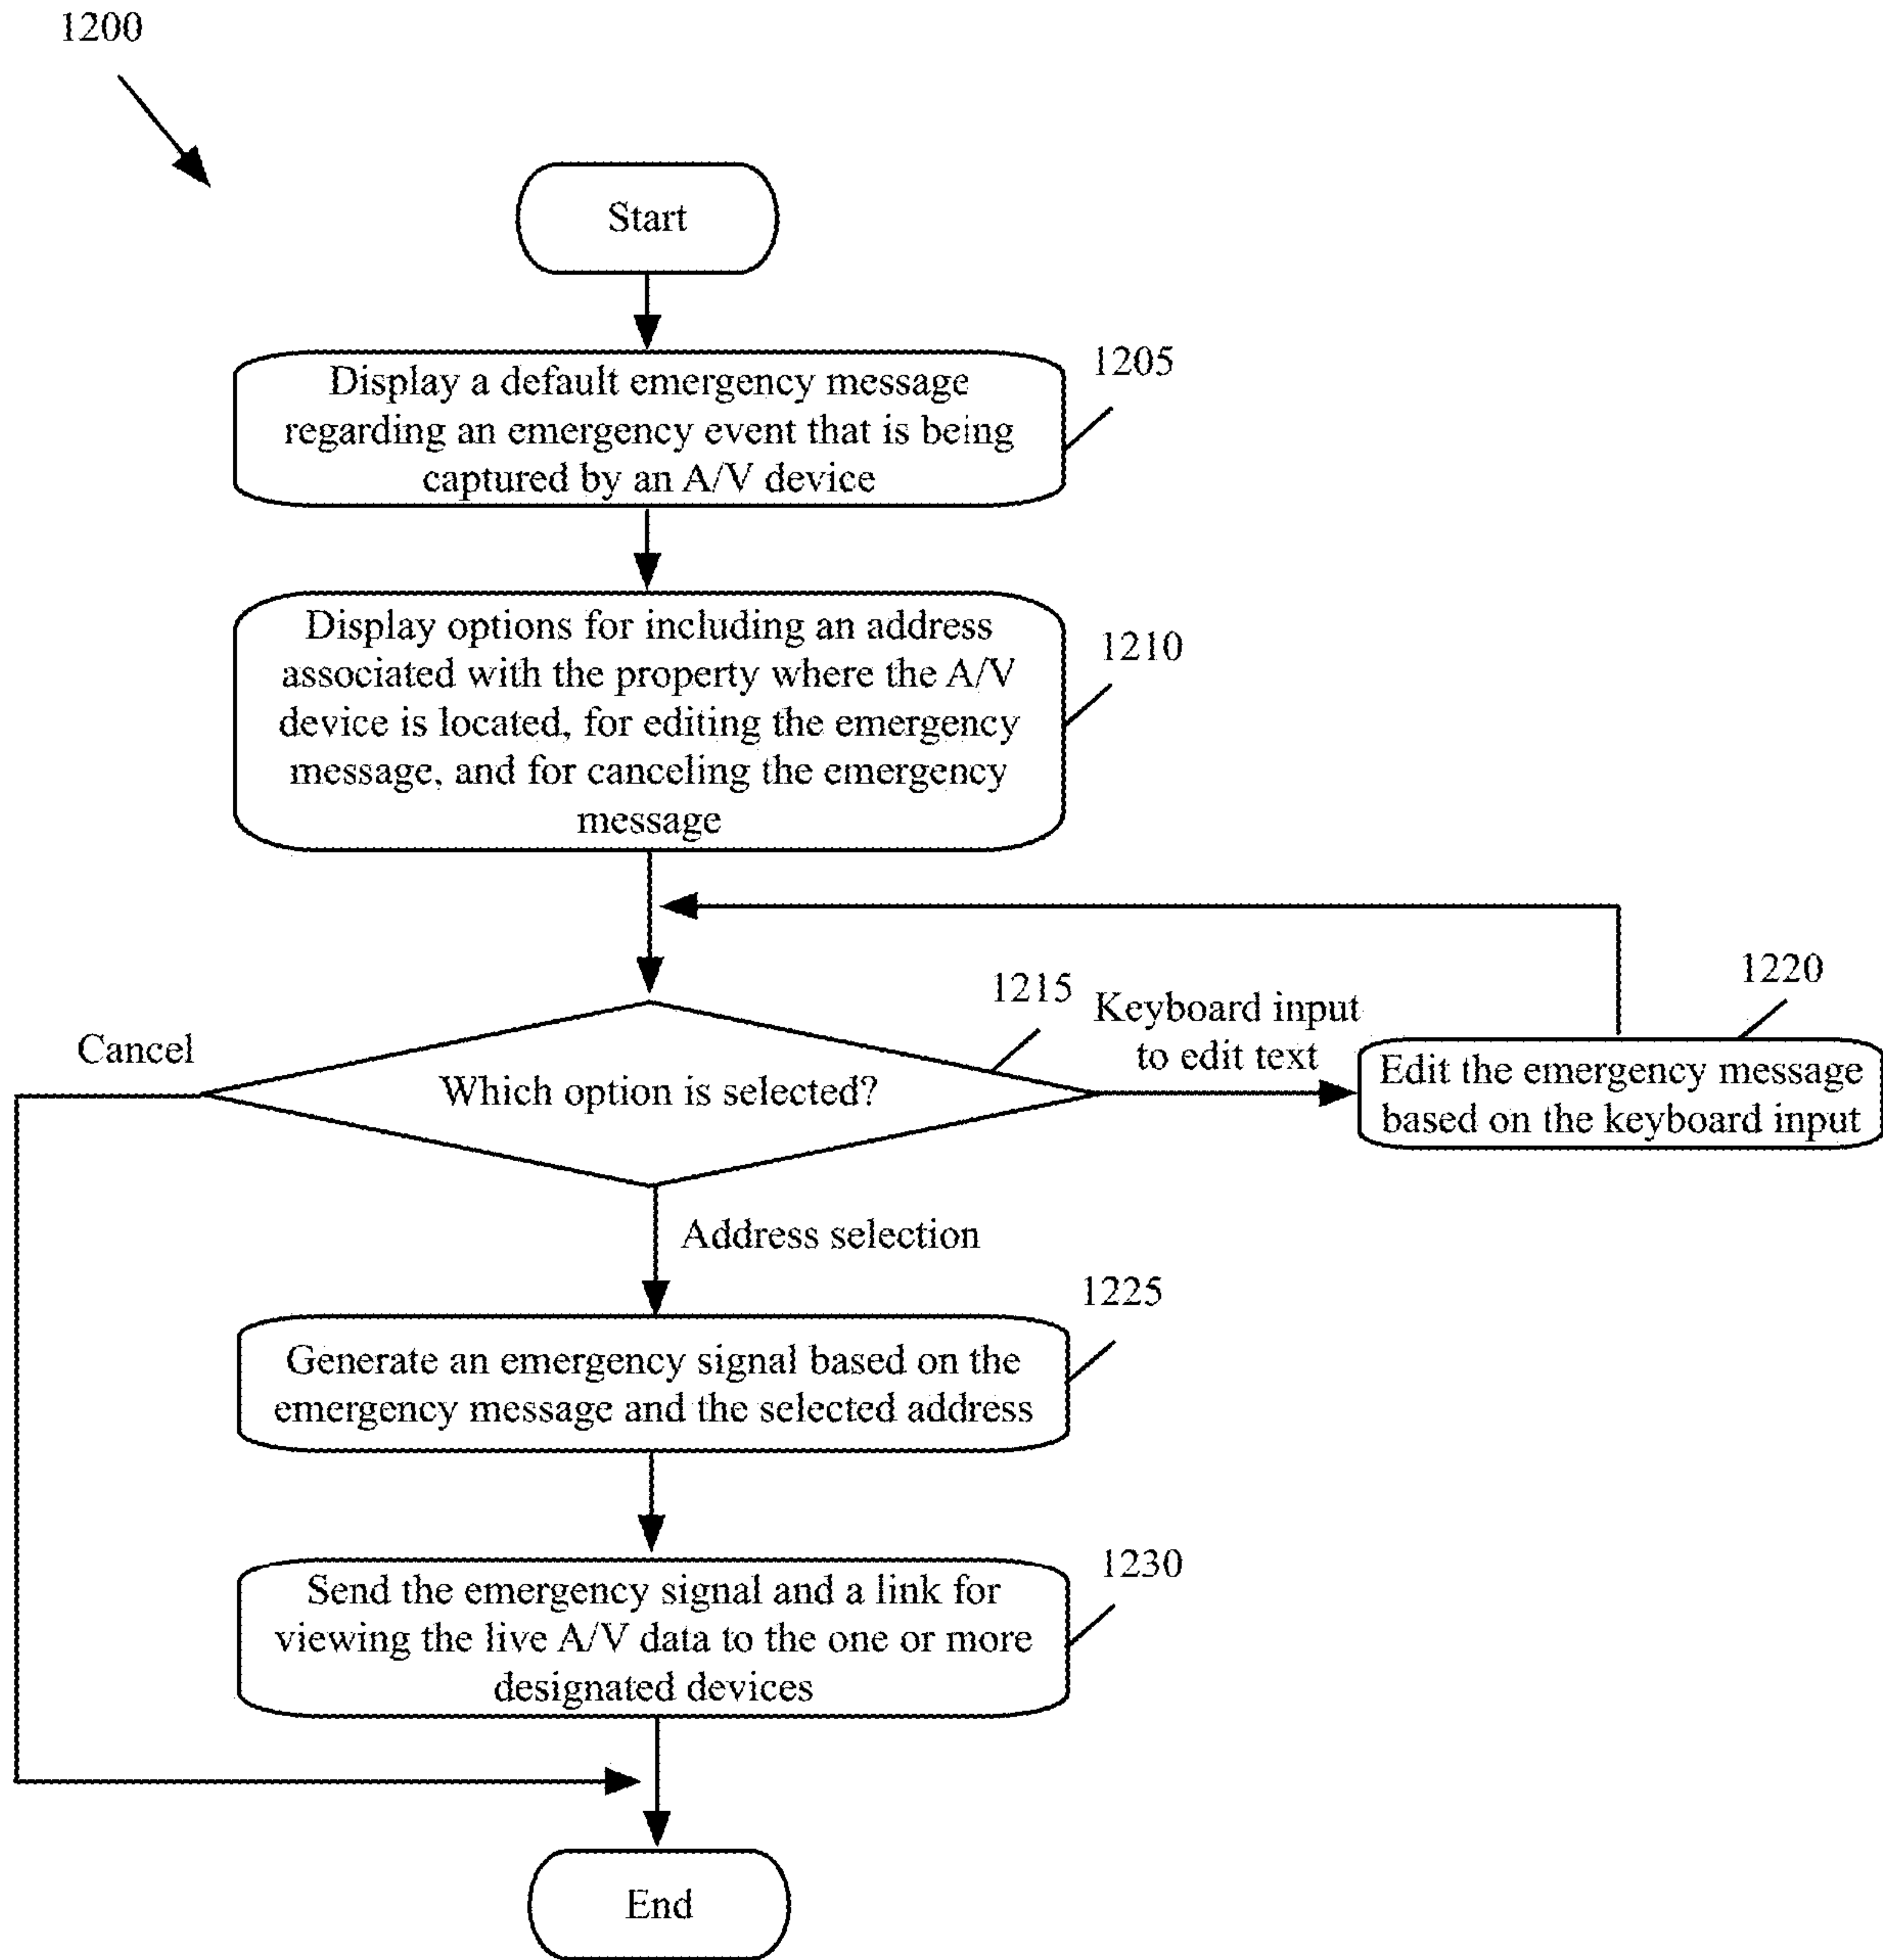 1200
Start
Display a default emergency message
regarding an emergency event that is being
captured by an A/V device
1205
Display options for including an address
associated with the property where the A/V
device is located, for editing the emergency
message, and for canceling the emergency
message
1210
Cancel
Which option is selected?
1215
Keyboard input
to edit text
1220
Edit the emergency message
based on the keyboard input
Address selection
Generate an emergency signal based on the
emergency message and the selected address
1225
Send the emergency signal and a link for
viewing the live A/V data to the one or more
designated devices
1230
End